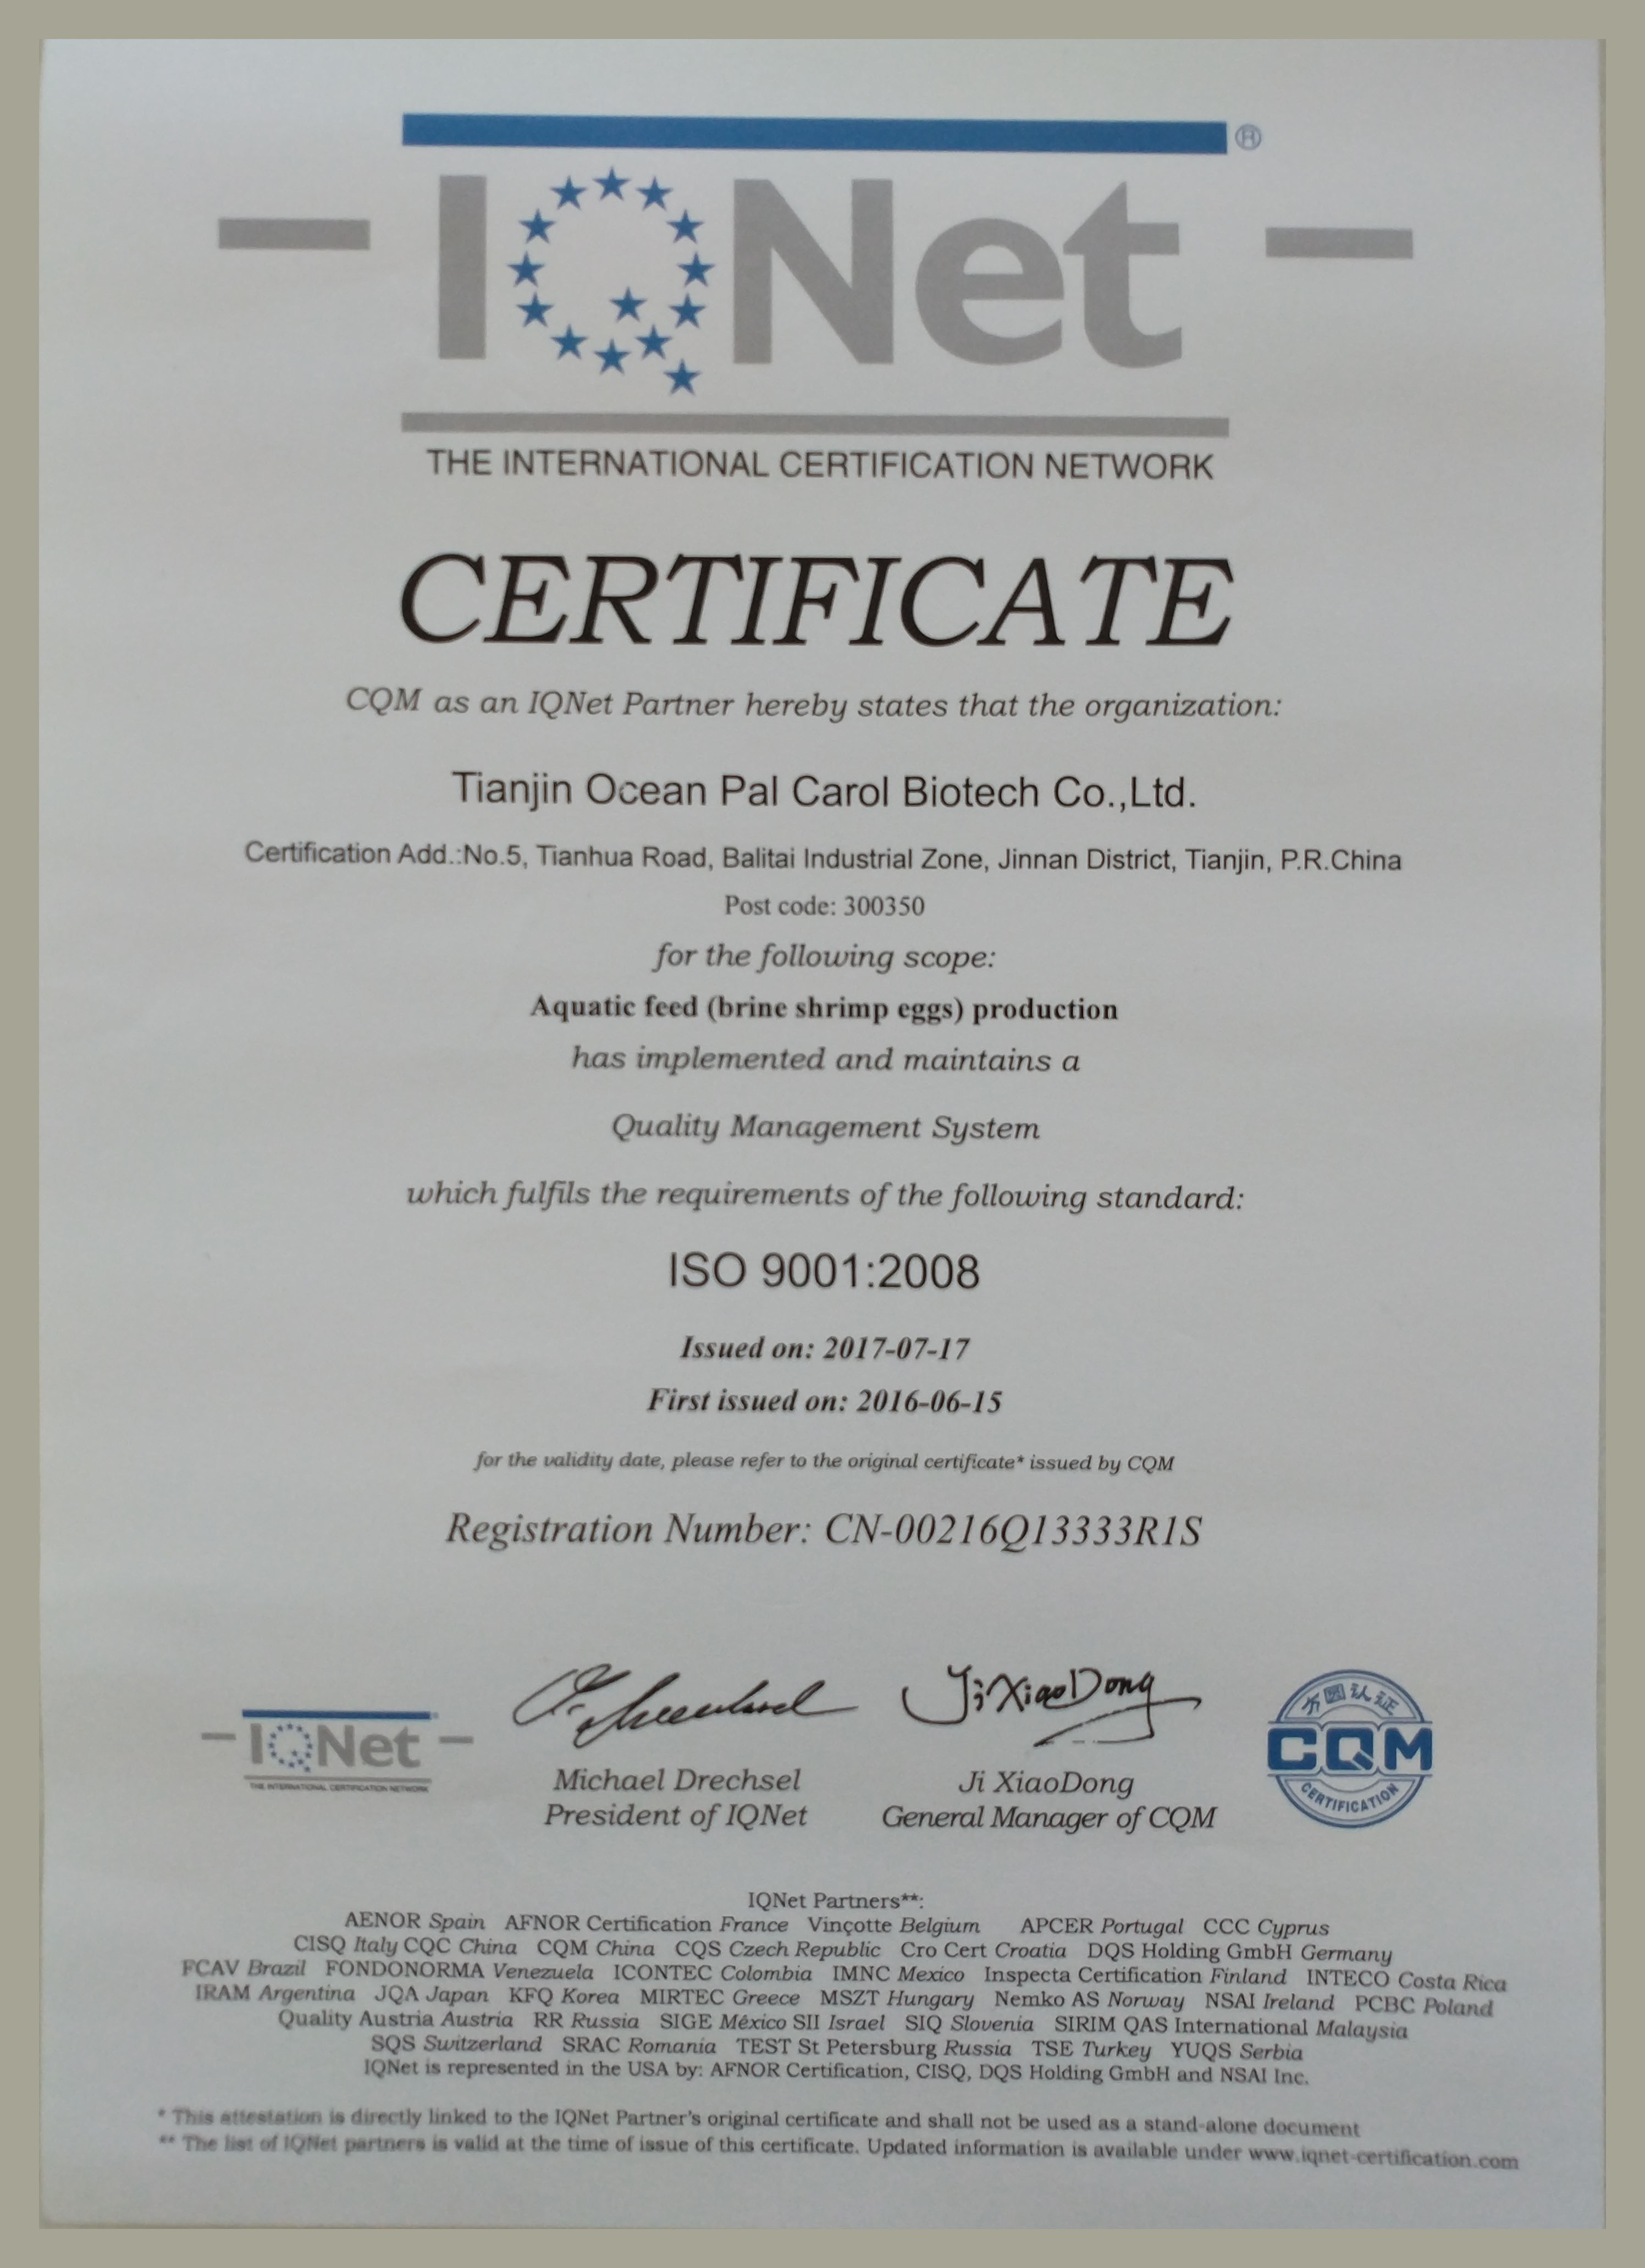 IQNet ®
THE INTERNATIONAL CERTIFICATION NETWORK
CERTIFICATE
CQM as an IQNet Partner hereby states that the organization:
Tianjin Ocean Pal Carol Biotech Co.,Ltd.
Certification Add.:No.5, Tianhua Road, Balitai Industrial Zone, Jinnan District, Tianjin, P.R.China
Post code: 300350
for the following scope:
Aquatic feed (brine shrimp eggs) production
has implemented and maintains a
Quality Management System
which fulfils the requirements of the following standard:
ISO 9001:2008
Issued on: 2017-07-17
First issued on: 2016-06-15
for the validity date, please refer to the original certificate* issued by CQM
Registration Number: CN-00216Q13333R1S
IQNet
THE INTERNATIONAL CERTIFICATION NETWORK
Ji XiaoDong
Michael Drechsel
President of IQNet
Ji XiaoDong
General Manager of CQM
方圆认证
CQM
CERTIFICATION
IQNet Partners**:
AENOR Spain AFNOR Certification France Vinçotte Belgium APCER Portugal CCC Cyprus
CISQ Italy CQC China CQM China CQS Czech Republic Cro Cert Croatia DQS Holding GmbH Germany
FCAV Brazil FONDONORMA Venezuela ICONTEC Colombia IMNC Mexico Inspecta Certification Finland INTECO Costa Rica
IRAM Argentina JQA Japan KFQ Korea MIRTEC Greece MSZT Hungary Nemko AS Norway NSAI Ireland PCBC Poland
Quality Austria Austria RR Russia SIGE México SII Israel SIQ Slovenia SIRIM QAS International Malaysia
SQS Switzerland SRAC Romania TEST St Petersburg Russia TSE Turkey YUQS Serbia
IQNet is represented in the USA by: AFNOR Certification, CISQ, DQS Holding GmbH and NSAI Inc.
* This attestation is directly linked to the IQNet Partner's original certificate and shall not be used as a stand-alone document
** The list of IQNet partners is valid at the time of issue of this certificate. Updated information is available under www.iqnet-certification.com